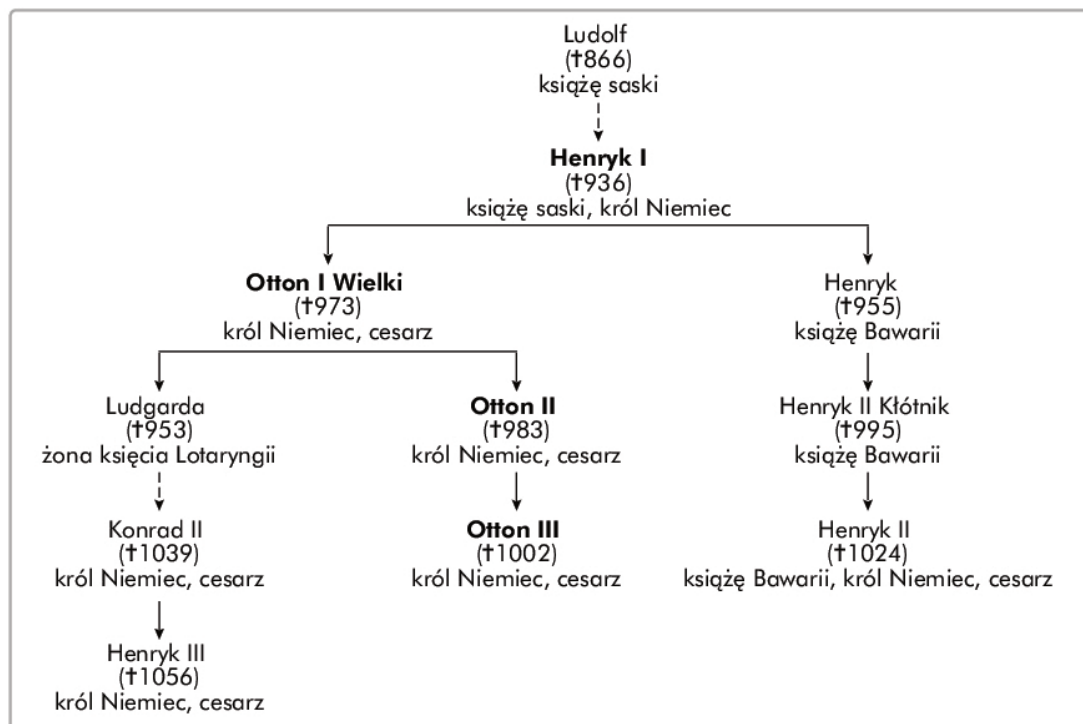 Ludolf
(†866)
książę saski
Henryk I
(†936)
książę saski, król Niemiec
Otton I Wielki
(†973)
król Niemiec, cesarz
Henryk
(†955)
książę Bawarii
Ludgarda
(†953)
żona księcia Lotaryngii
Otton II
(†983)
król Niemiec, cesarz
Henryk II Kłótnik
(†995)
książę Bawarii
Konrad II
(†1039)
król Niemiec, cesarz
Otton III
(†1002)
król Niemiec, cesarz
Henryk II
(†1024)
książę Bawarii, król Niemiec, cesarz
Henryk III
(†1056)
król Niemiec, cesarz